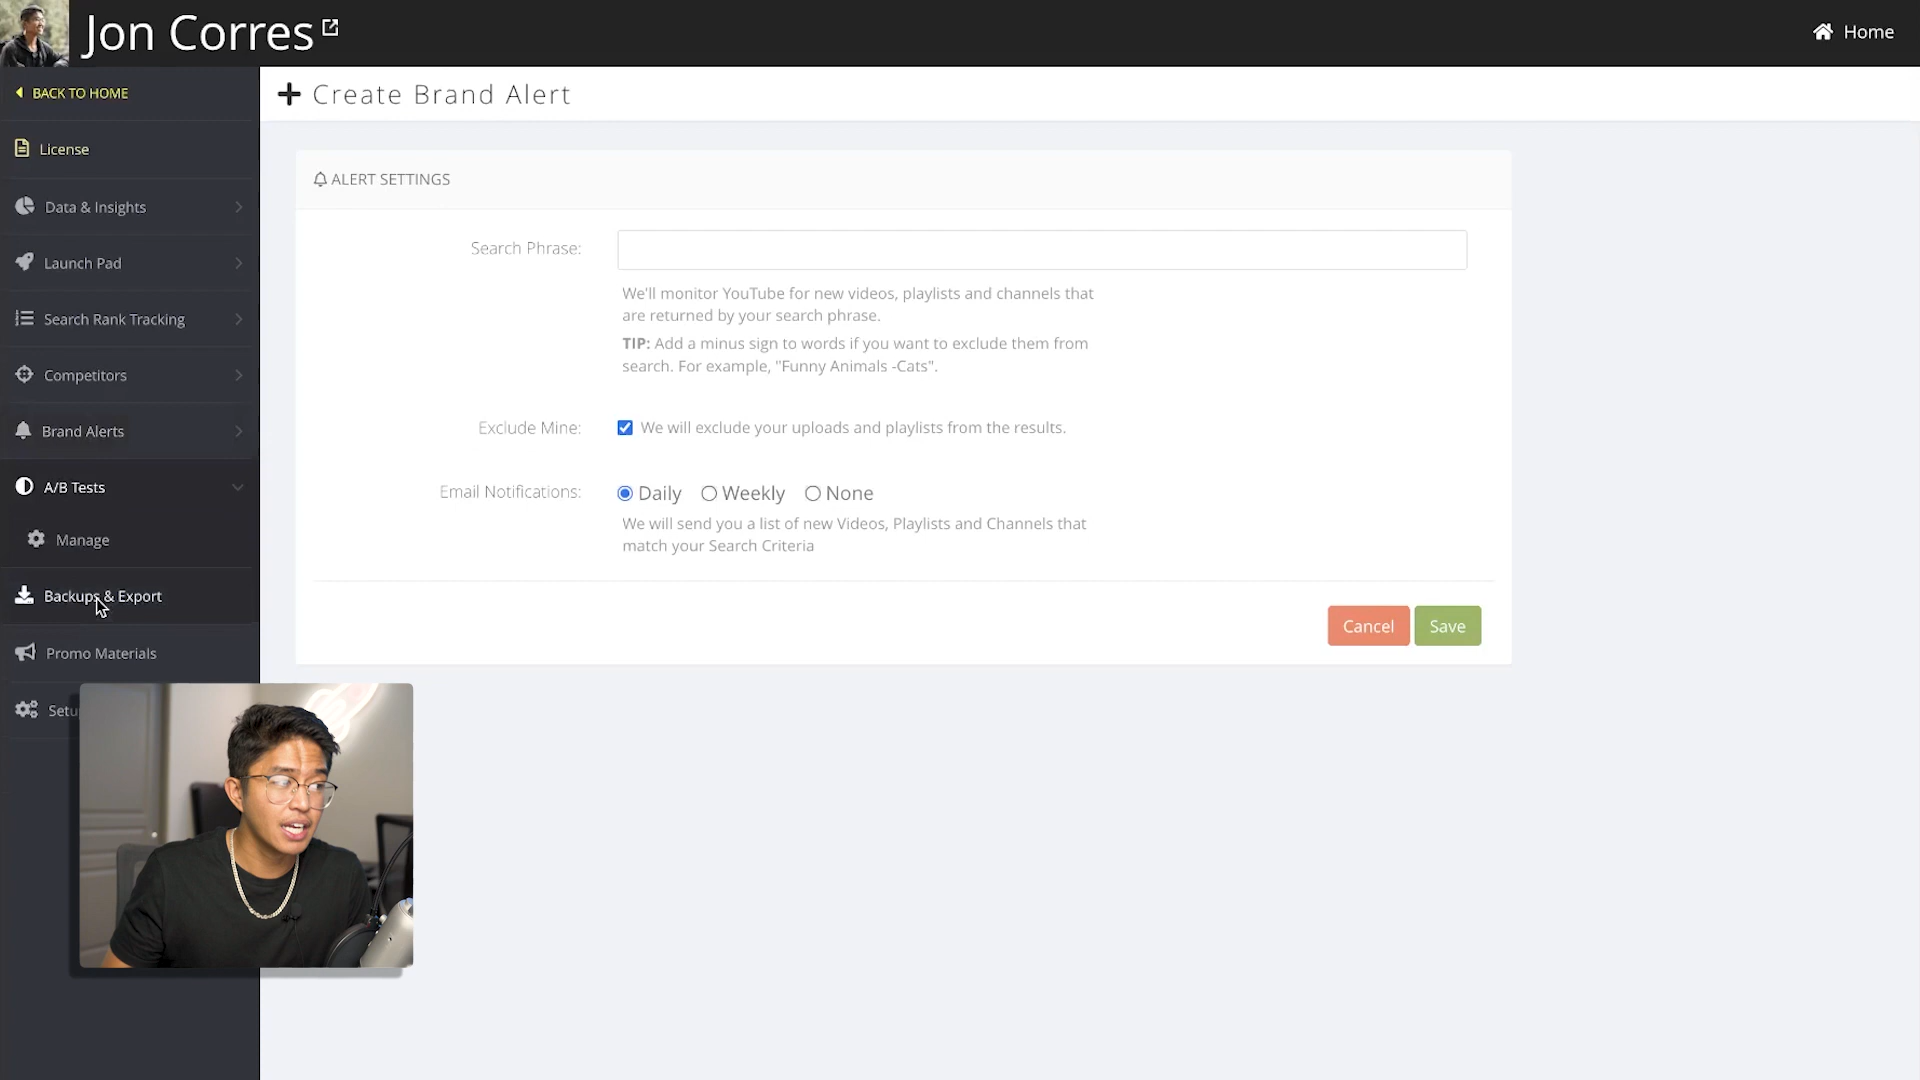 Jon Corres
Home
BACK TO HOME
License
Data & Insights
Launch Pad
Search Rank Tracking
Competitors
Brand Alerts
A/B Tests
Manage
Backups & Export
Promo Materials
Setu
Create Brand Alert
ALERT SETTINGS
Search Phrase:
We'll monitor YouTube for new videos, playlists and channels that
are returned by your search phrase.
TIP: Add a minus sign to words if you want to exclude them from
search. For example, "Funny Animals -Cats".
Exclude Mine: We will exclude your uploads and playlists from the results.
Email Notifications: Daily Weekly None
We will send you a list of new Videos, Playlists and Channels that
match your Search Criteria
Cancel Save